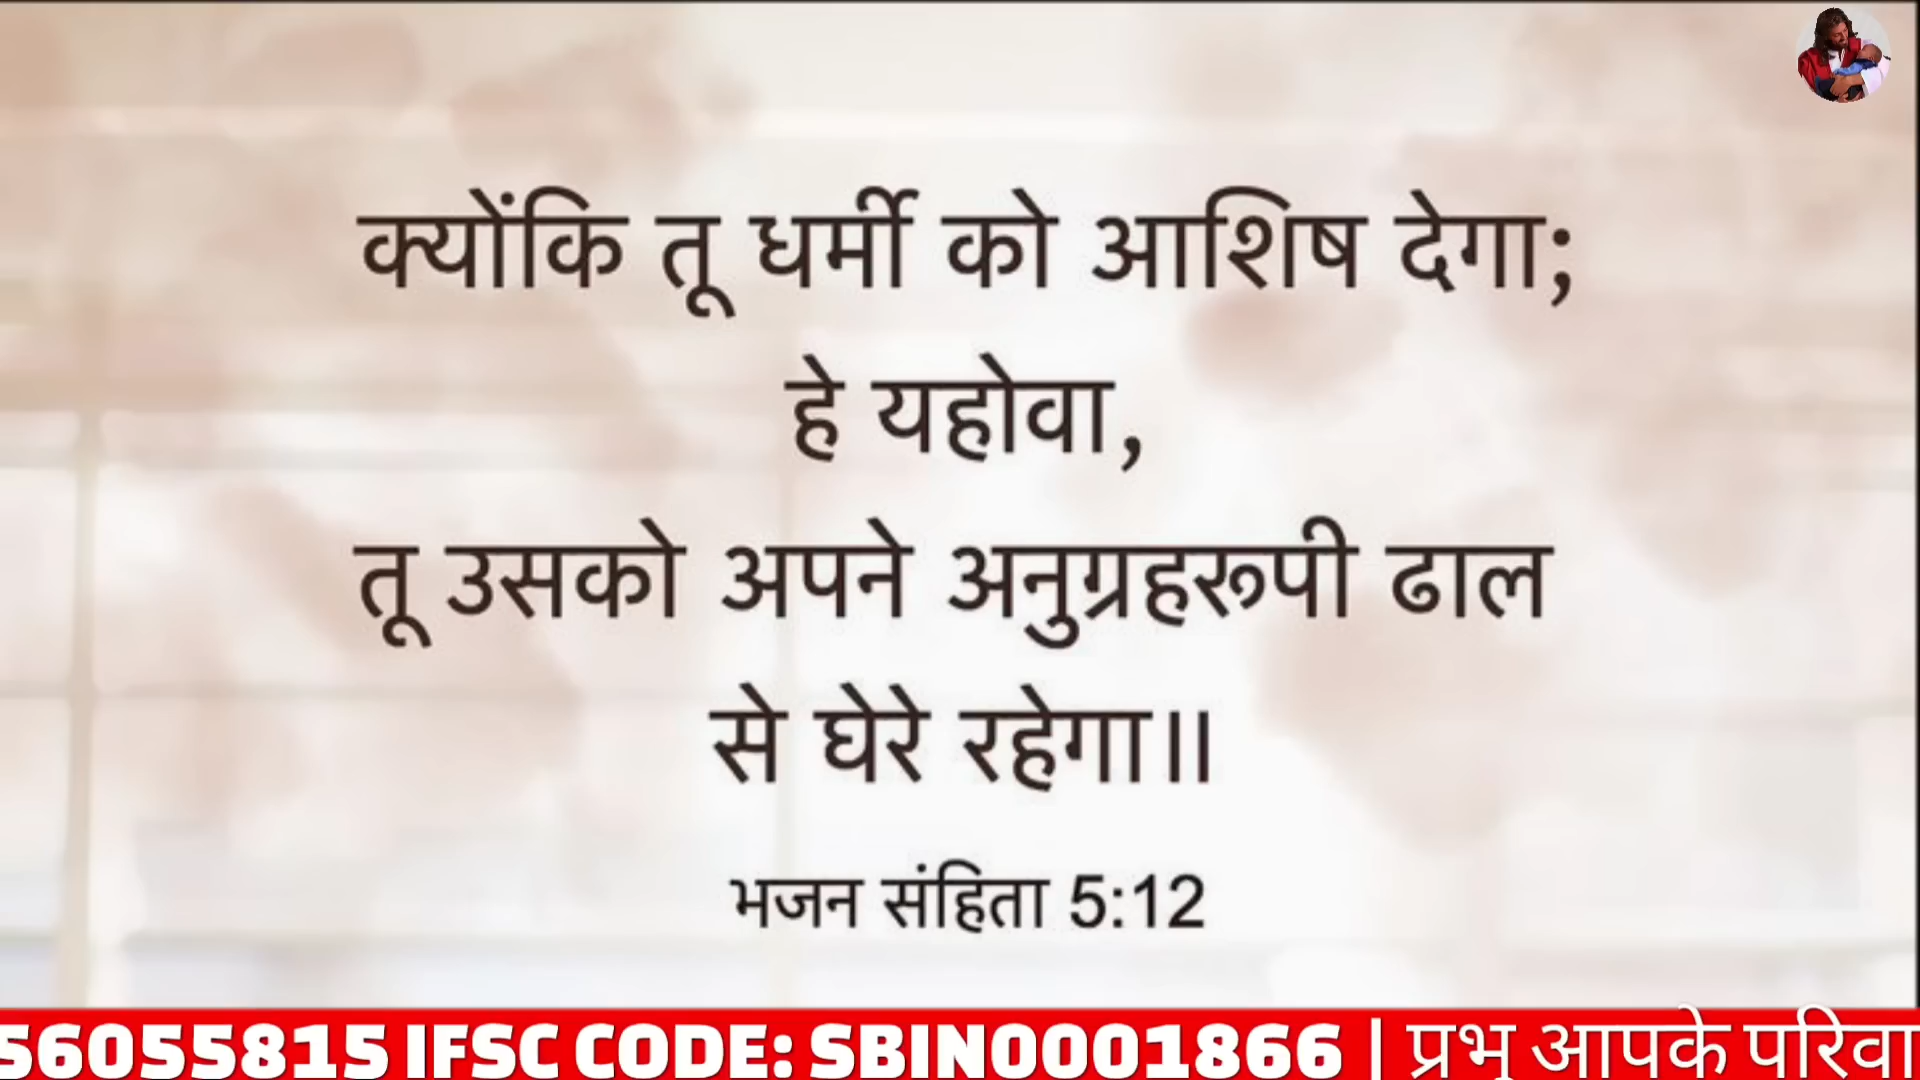 क्योंकि तू धर्मी को आशिष देगा;
हे यहोवा,
तू उसको अपने अनुग्रहरूपी ढाल
से घेरे रहेगा॥
भजन संहिता 5:12
56055815 IFSC CODE: SBIN0001866 | प्रभु आपके परिवा